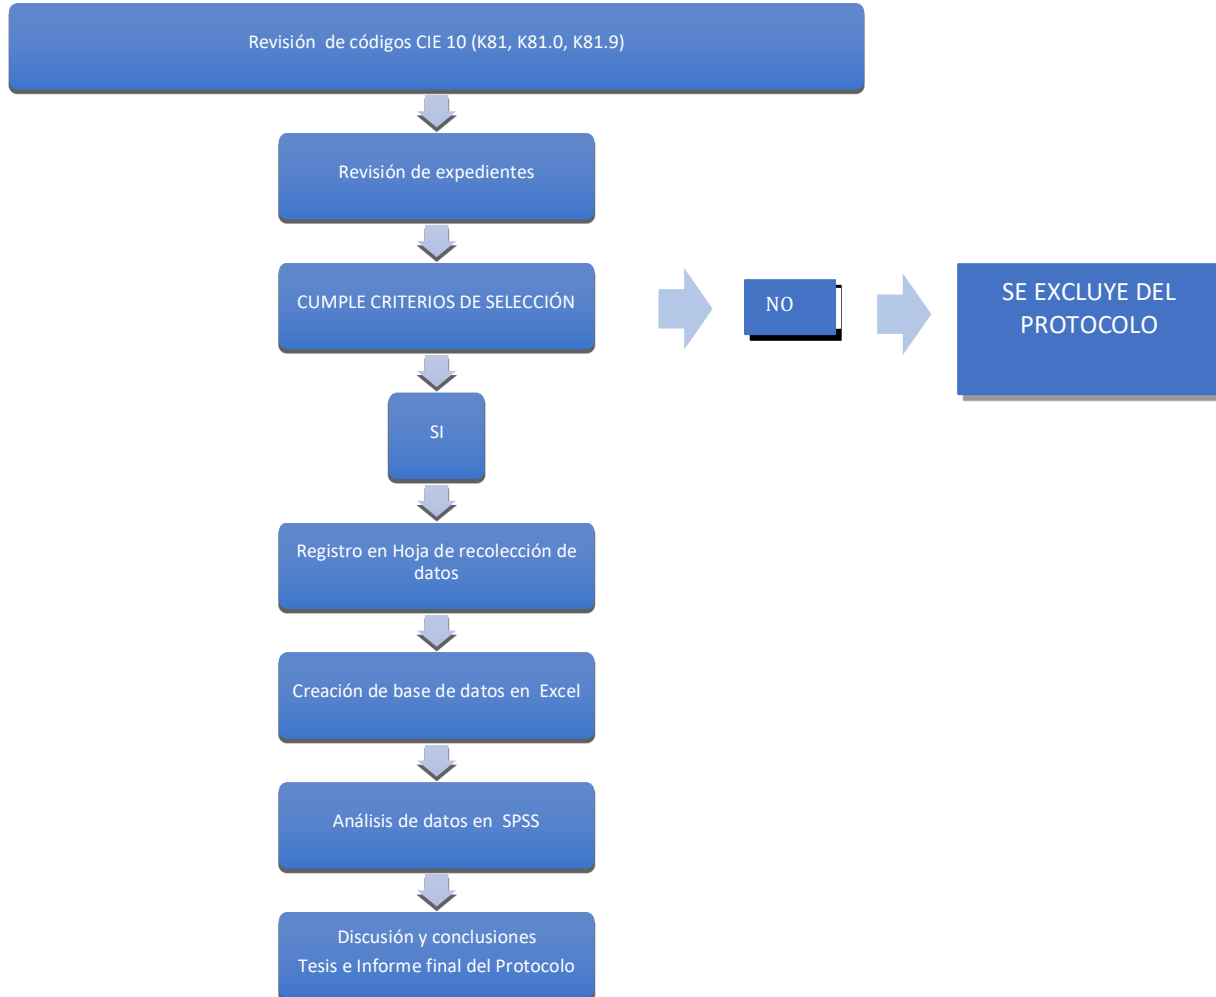 Revisión  de códigos CIE 10 (K81, K81.0, K81.9)
Revisión de expedientes
CUMPLE CRITERIOS DE SELECCIÓN
NO
SE EXCLUYE DEL
PROTOCOLO
SI
Registro en Hoja de recolección de
datos
Creación de base de datos en  Excel
Análisis de datos en  SPSS
Discusión y conclusiones
Tesis e Informe final del Protocolo